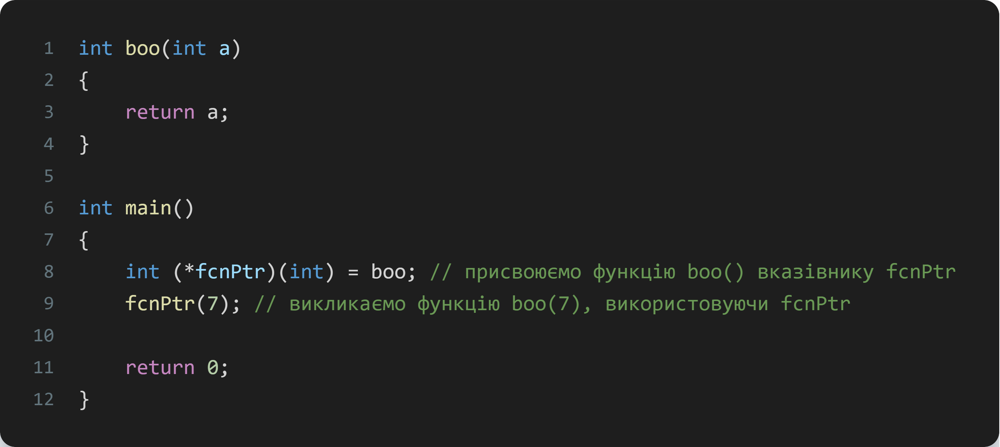 1 int boo(int a)
2 {
3     return a;
4 }
5
6 int main()
7 {
8     int (*fcnPtr)(int) = boo; // присвоюємо функцію boo() вказівнику fcnPtr
9     fcnPtr(7); // викликаємо функцію boo(7), використовуючи fcnPtr
10
11     return 0;
12 }